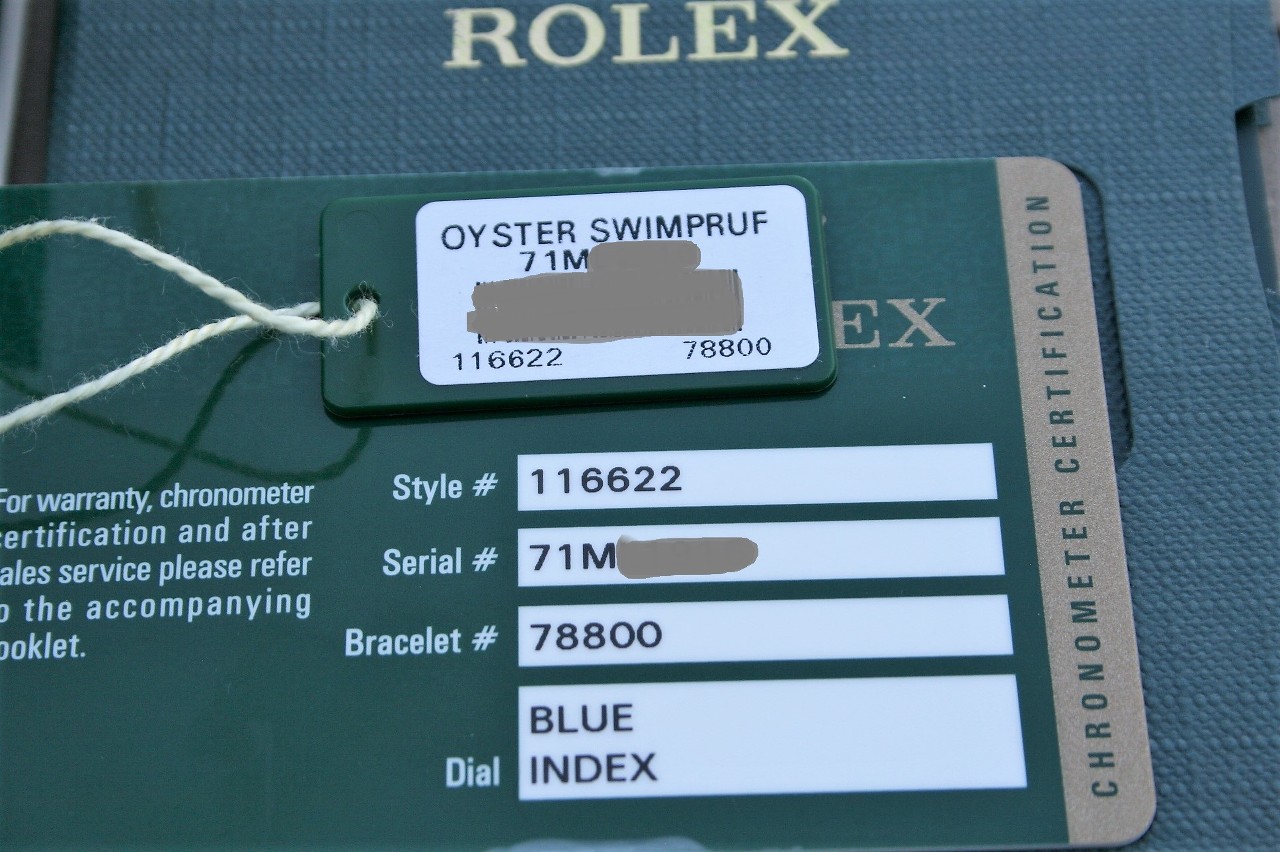 ROLEX
OYSTER SWIMPRUF
71M
116622 78800
EX
CHRONOMETER CERTIFICATION
For warranty, chronometer
certification and after
ales service please refer
o the accompanying
ooklet.
Style # 116622
Serial # 71M
Bracelet # 78800
Dial BLUE
INDEX